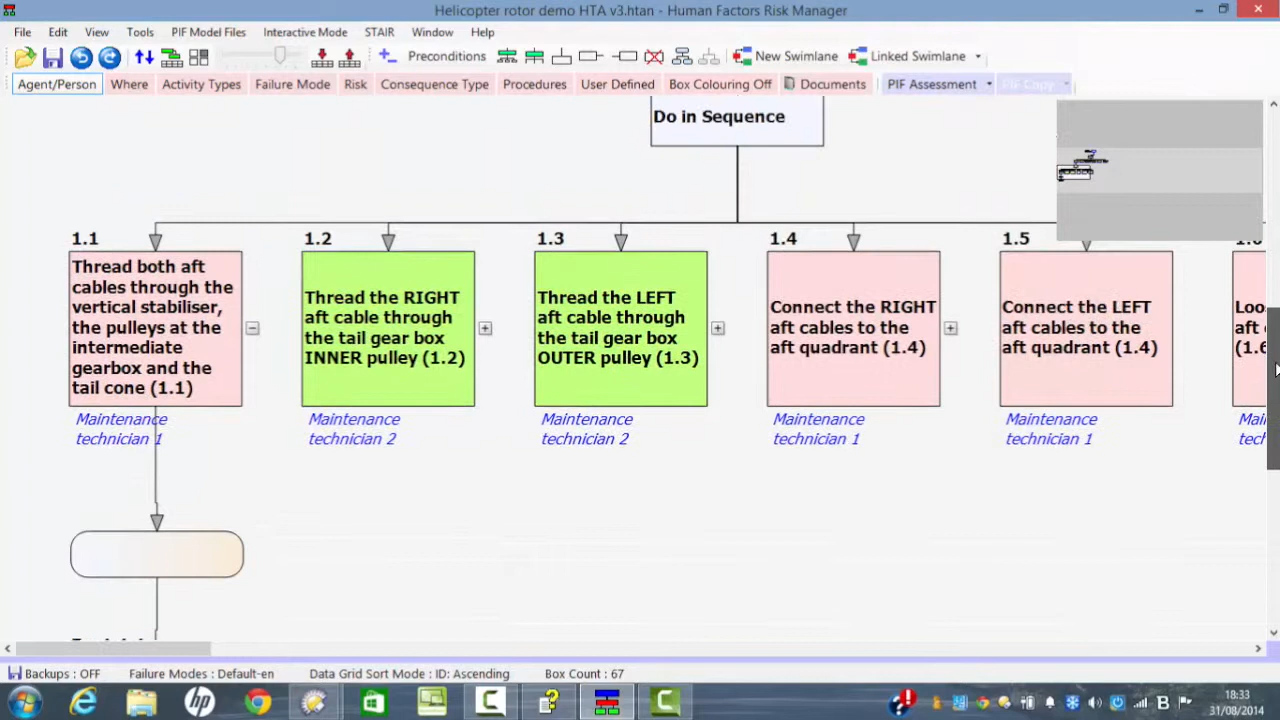 Helicopter rotor demo HTA v3.htan - Human Factors Risk Manager
File Edit View Tools PIF Model Files Interactive Mode STAIR Window Help
Preconditions New Swimlane Linked Swimlane
Agent/Person Where Activity Types Failure Mode Risk Consequence Type Procedures User Defined Box Colouring Off Documents PIF Assessment PIF Copy
Do in Sequence
1.1
Thread both aft
cables through the
vertical stabiliser,
the pulleys at the
intermediate
gearbox and the
tail cone (1.1)
Maintenance
technician 1
1.2
Thread the RIGHT
aft cable through
the tail gear box
INNER pulley (1.2)
Maintenance
technician 2
1.3
Thread the LEFT
aft cable through
the tail gear box
OUTER pulley (1.3)
Maintenance
technician 2
1.4
Connect the RIGHT
aft cables to the
aft quadrant (1.4)
Maintenance
technician 1
1.5
Connect the LEFT
aft cables to the
aft quadrant (1.4)
Maintenance
technician 1
Backups : OFF Failure Modes : Default-en Data Grid Sort Mode : ID: Ascending Box Count : 67
18:33
31/08/2014